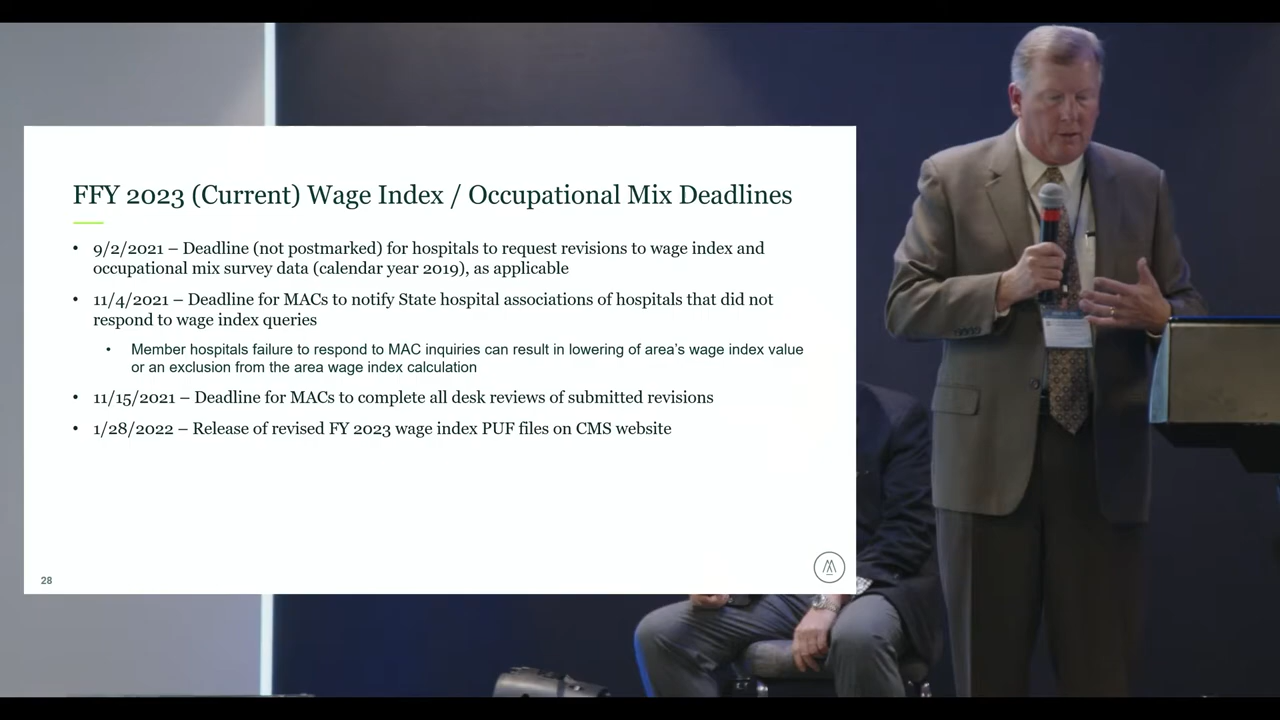 FFY 2023 (Current) Wage Index / Occupational Mix Deadlines
• 9/2/2021 – Deadline (not postmarked) for hospitals to request revisions to wage index and
occupational mix survey data (calendar year 2019), as applicable
• 11/4/2021 – Deadline for MACs to notify State hospital associations of hospitals that did not
respond to wage index queries
• Member hospitals failure to respond to MAC inquiries can result in lowering of area's wage index value
or an exclusion from the area wage index calculation
• 11/15/2021 – Deadline for MACs to complete all desk reviews of submitted revisions
• 1/28/2022 – Release of revised FY 2023 wage index PUF files on CMS website
28